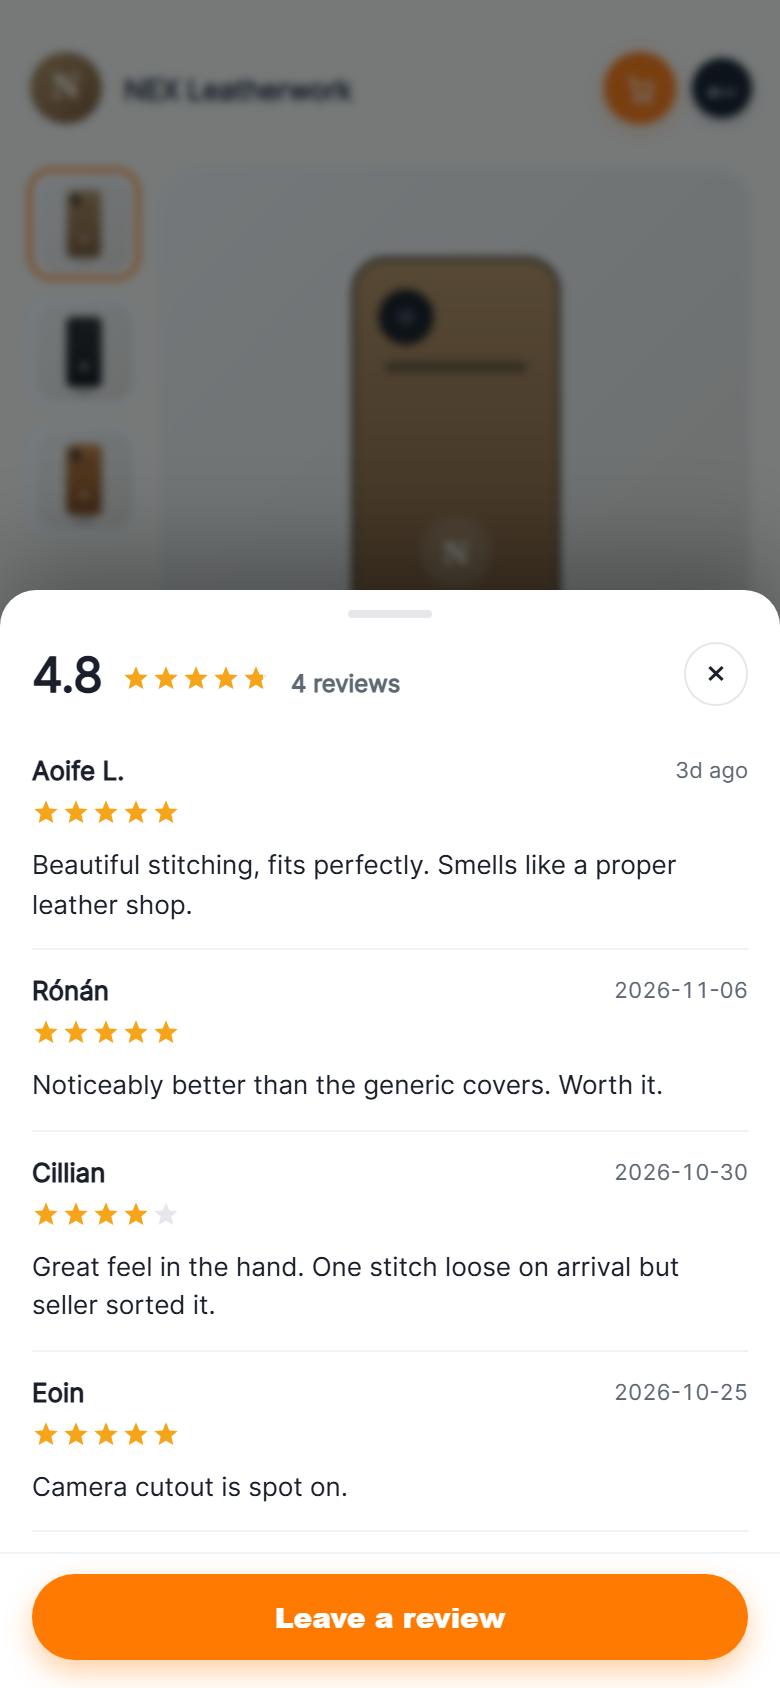 N NEX Leatherwork
N
4.8 4 reviews
Aoife L. 3d ago
Beautiful stitching, fits perfectly. Smells like a proper
leather shop.
Rónán 2026-11-06
Noticeably better than the generic covers. Worth it.
Cillian 2026-10-30
Great feel in the hand. One stitch loose on arrival but
seller sorted it.
Eoin 2026-10-25
Camera cutout is spot on.
Leave a review